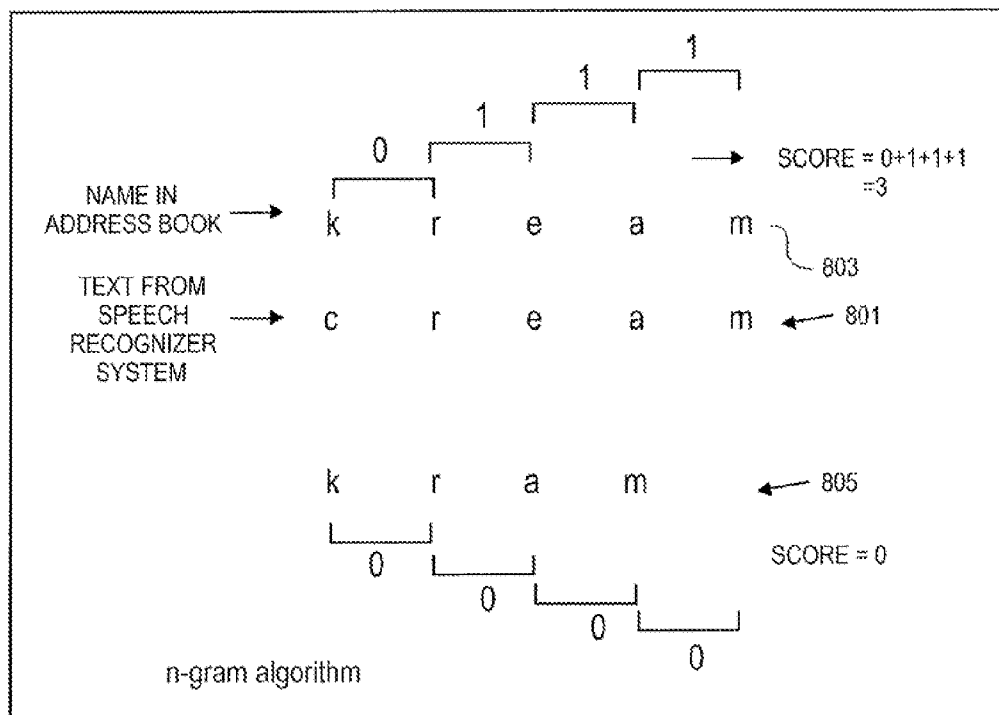 1
1
1
0
SCORE = 0+1+1+1
=3
NAME IN
ADDRESS BOOK
k r e a m
803
TEXT FROM
SPEECH
RECOGNIZER
SYSTEM
c r e a m
801
k r a m
805
0
0
0
0
SCORE = 0
n-gram algorithm